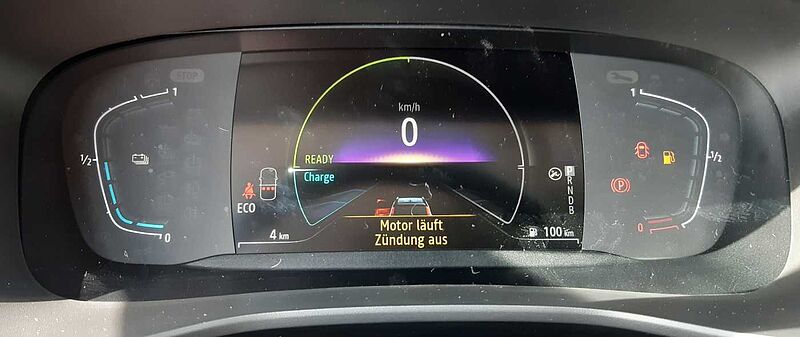 STOP
1
1/2
0
km/h
0
READY
Charge
ECO
4 km
Motor läuft
Zündung aus
P
R
N
D
B
100 km
1
1/2
P
0